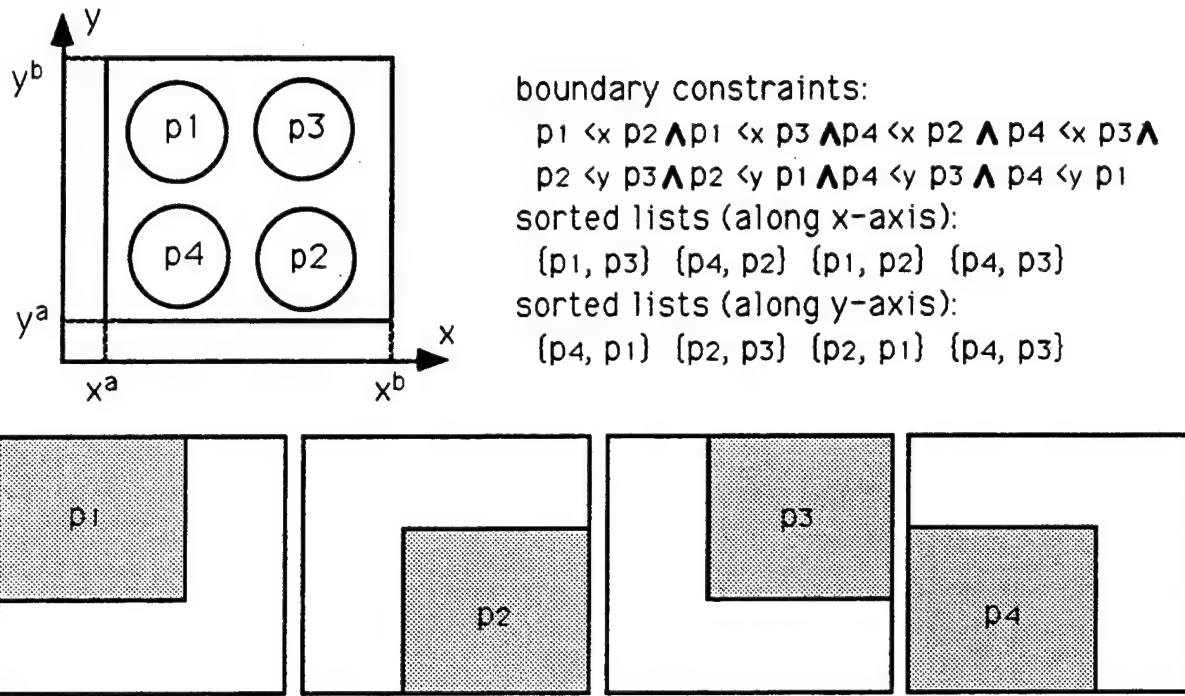 y
y^b
p1 p3
p4 p2
y^a
x
x^a x^b
boundary constraints:
p1 <x p2 ∧ p1 <x p3 ∧ p4 <x p2 ∧ p4 <x p3 ∧
p2 <y p3 ∧ p2 <y p1 ∧ p4 <y p3 ∧ p4 <y p1
sorted lists (along x-axis):
{p1, p3} {p4, p2} {p1, p2} {p4, p3}
sorted lists (along y-axis):
{p4, p1} {p2, p3} {p2, p1} {p4, p3}
p1 p2 p3 p4